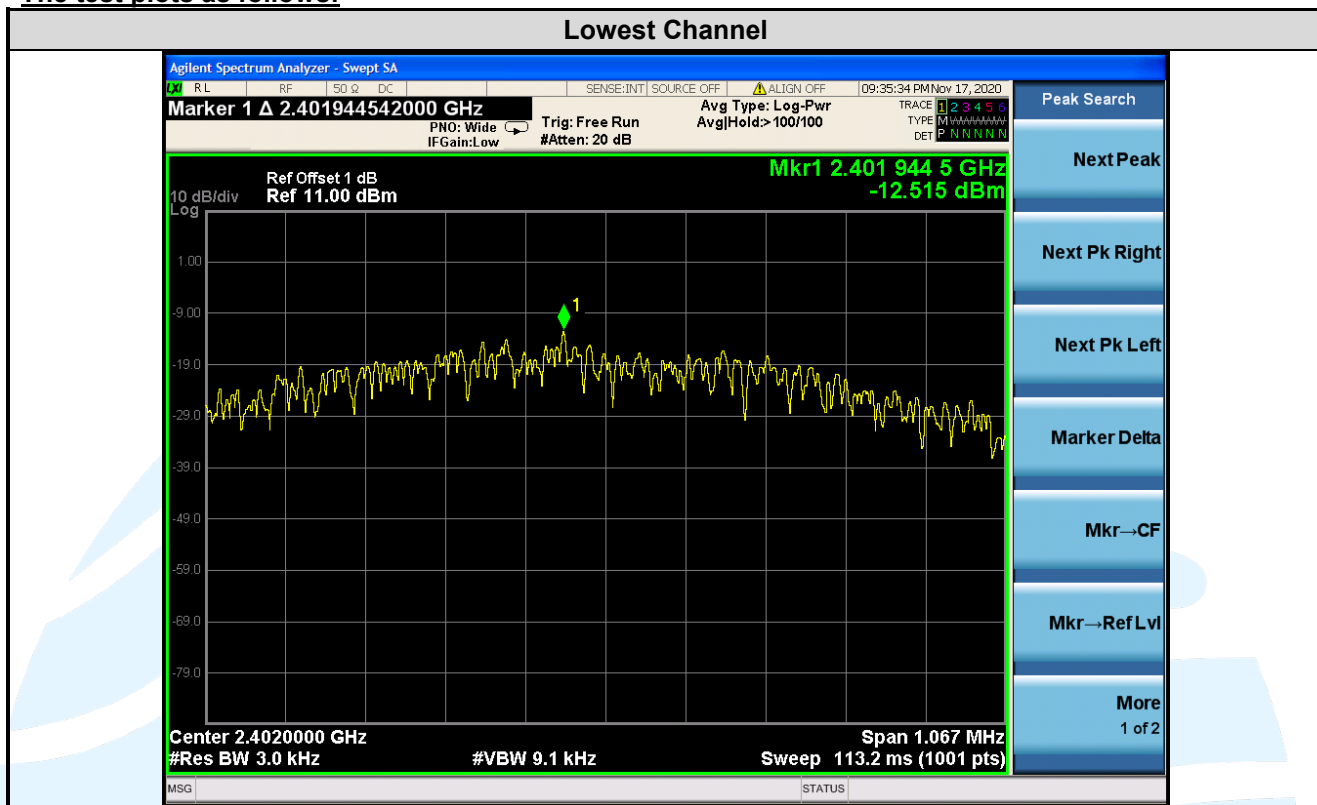 The test plots as follows:
Lowest Channel
Agilent Spectrum Analyzer - Swept SA
LXI RL RF 50 Ω DC SENSE:INT SOURCE OFF ALIGN OFF 09:35:34 PM Nov 17, 2020
Marker 1 Δ 2.401944542000 GHz
PNO: Wide
IFGain:Low
Trig: Free Run
#Atten: 20 dB
Avg Type: Log-Pwr
Avg|Hold:>100/100
TRACE 1 2 3 4 5 6
TYPE M WWWWW
DET P N N N N N
Peak Search
Mkr1 2.401 944 5 GHz
-12.515 dBm
Ref Offset 1 dB
10 dB/div Ref 11.00 dBm
Log
1.00
-9.00
-19.0
-29.0
-39.0
-49.0
-59.0
-69.0
-79.0
1
Center 2.4020000 GHz
Span 1.067 MHz
#Res BW 3.0 kHz
#VBW 9.1 kHz
Sweep 113.2 ms (1001 pts)
Next Peak
Next Pk Right
Next Pk Left
Marker Delta
Mkr→CF
Mkr→Ref Lvl
More
1 of 2
MSG
STATUS